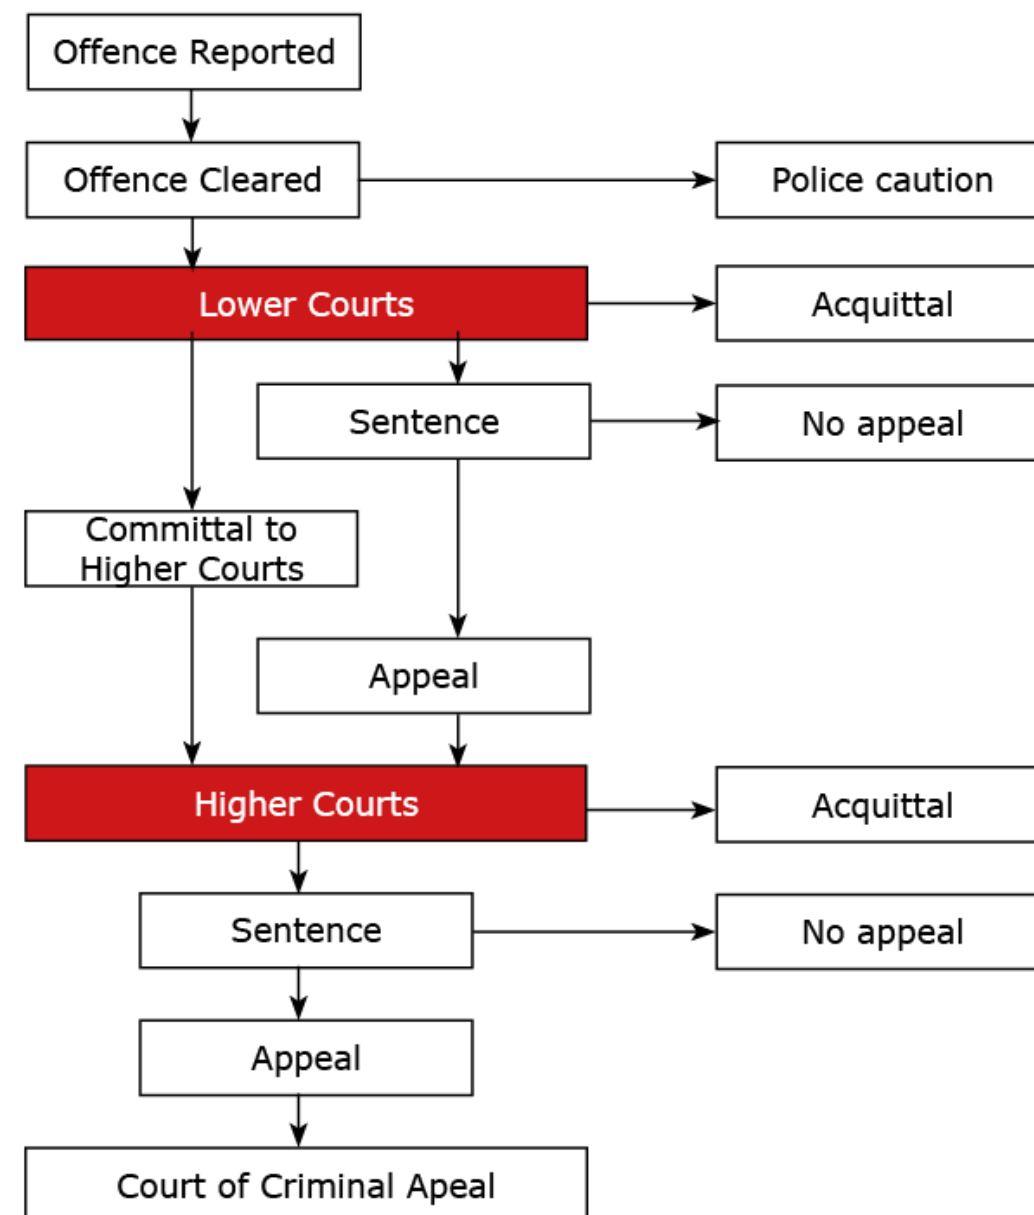 Offence Reported
Offence Cleared
Police caution
Lower Courts
Acquittal
Sentence
No appeal
Committal to
Higher Courts
Appeal
Higher Courts
Acquittal
Sentence
No appeal
Appeal
Court of Criminal Apeal